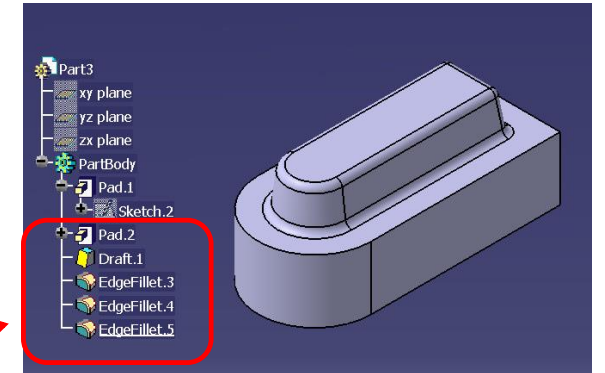 Part3
xy plane
yz plane
zx plane
PartBody
Pad.1
Sketch.2
Pad.2
Draft.1
EdgeFillet.3
EdgeFillet.4
EdgeFillet.5